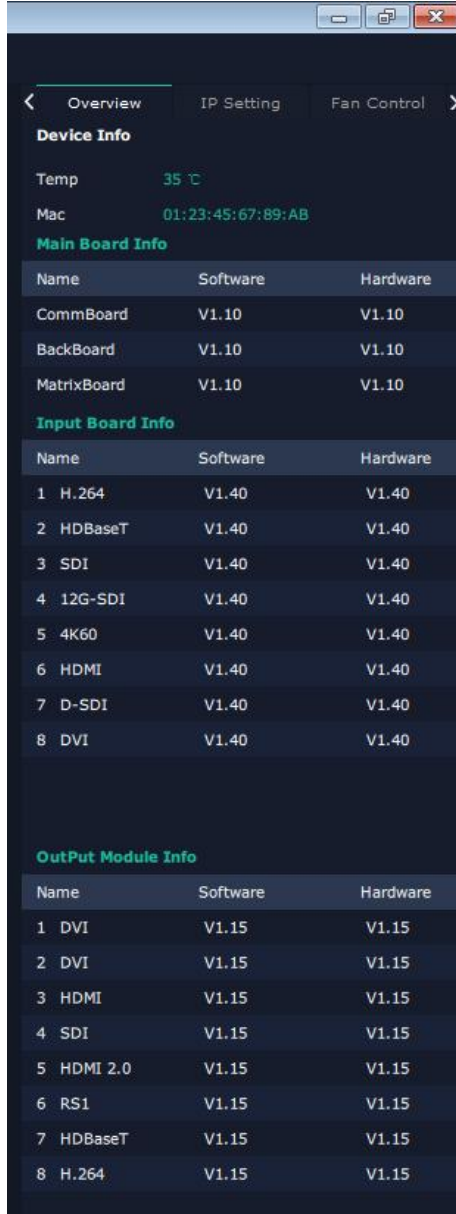 Overview IP Setting Fan Control
Device Info
Temp 35 ℃
Mac 01:23:45:67:89:AB
Main Board Info
Name Software Hardware
CommBoard V1.10 V1.10
BackBoard V1.10 V1.10
MatrixBoard V1.10 V1.10
Input Board Info
Name Software Hardware
1 H.264 V1.40 V1.40
2 HDBaseT V1.40 V1.40
3 SDI V1.40 V1.40
4 12G-SDI V1.40 V1.40
5 4K60 V1.40 V1.40
6 HDMI V1.40 V1.40
7 D-SDI V1.40 V1.40
8 DVI V1.40 V1.40
OutPut Module Info
Name Software Hardware
1 DVI V1.15 V1.15
2 DVI V1.15 V1.15
3 HDMI V1.15 V1.15
4 SDI V1.15 V1.15
5 HDMI 2.0 V1.15 V1.15
6 RS1 V1.15 V1.15
7 HDBaseT V1.15 V1.15
8 H.264 V1.15 V1.15